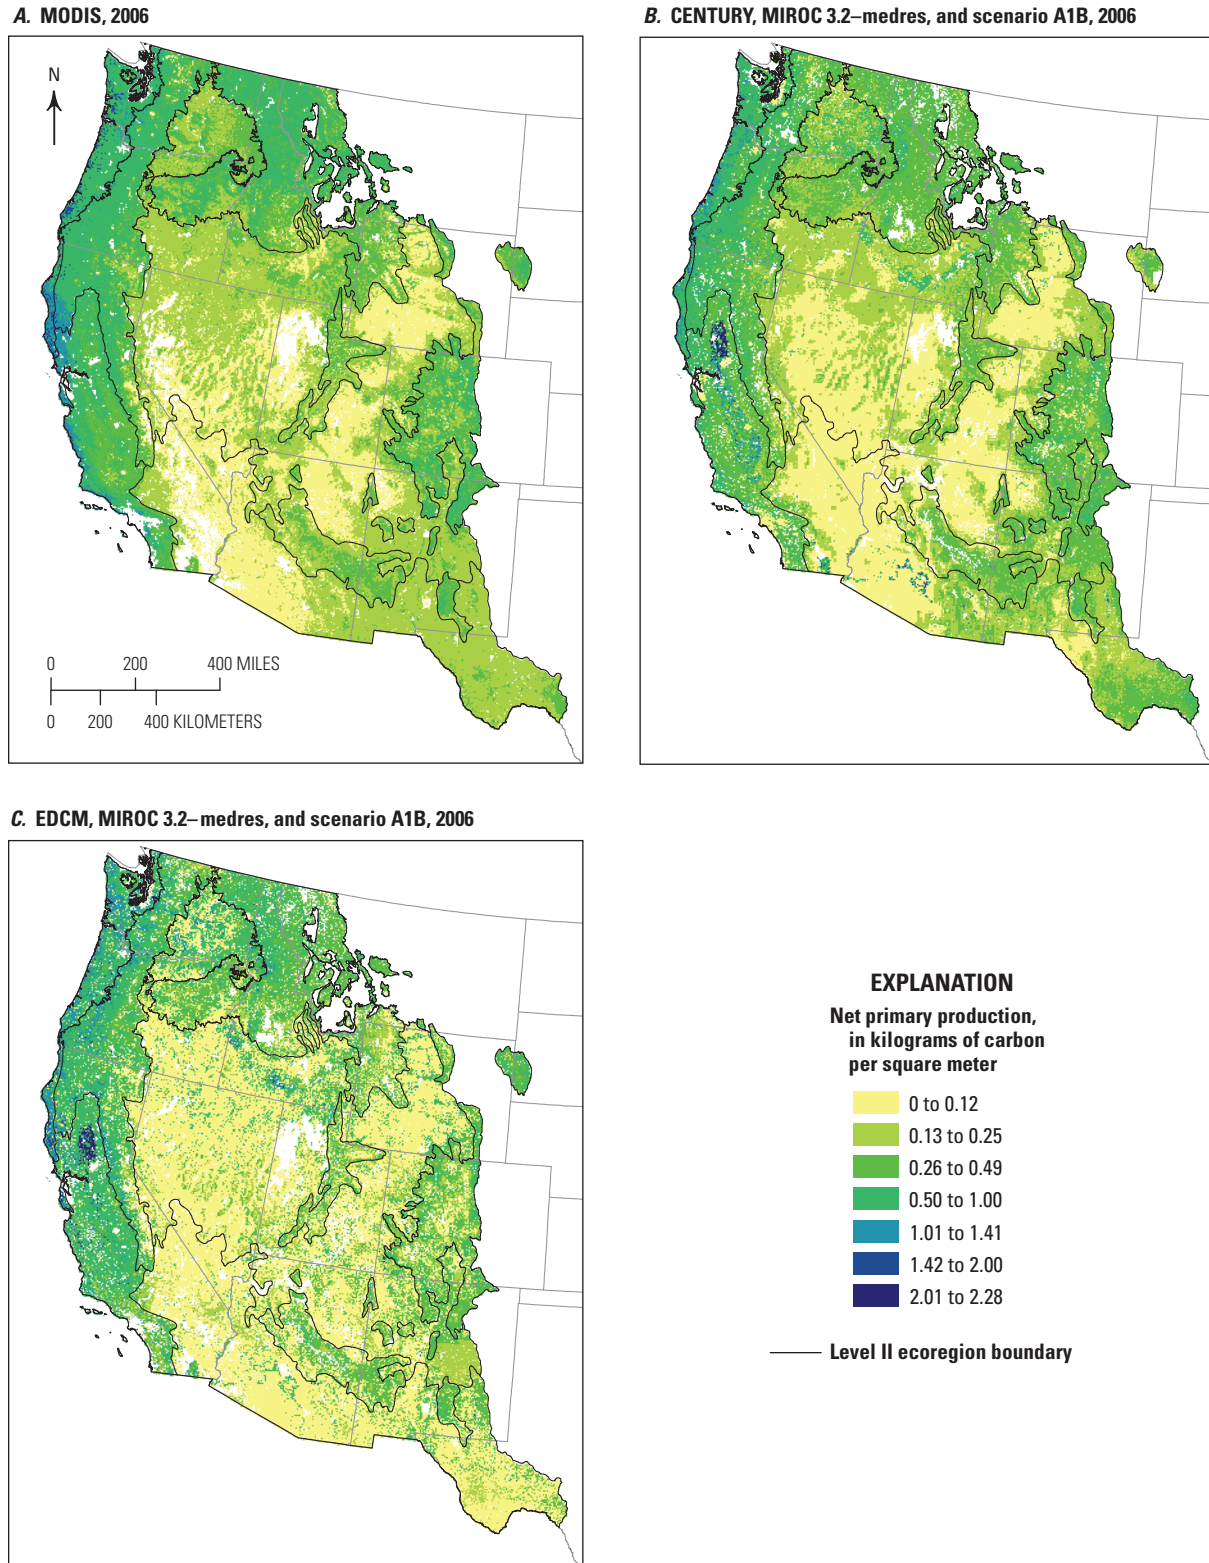 A. MODIS, 2006
B. CENTURY, MIROC 3.2–medres, and scenario A1B, 2006
N
0 200 400 MILES
0 200 400 KILOMETERS
C. EDCM, MIROC 3.2–medres, and scenario A1B, 2006
EXPLANATION
Net primary production,
in kilograms of carbon
per square meter
0 to 0.12
0.13 to 0.25
0.26 to 0.49
0.50 to 1.00
1.01 to 1.41
1.42 to 2.00
2.01 to 2.28
Level II ecoregion boundary